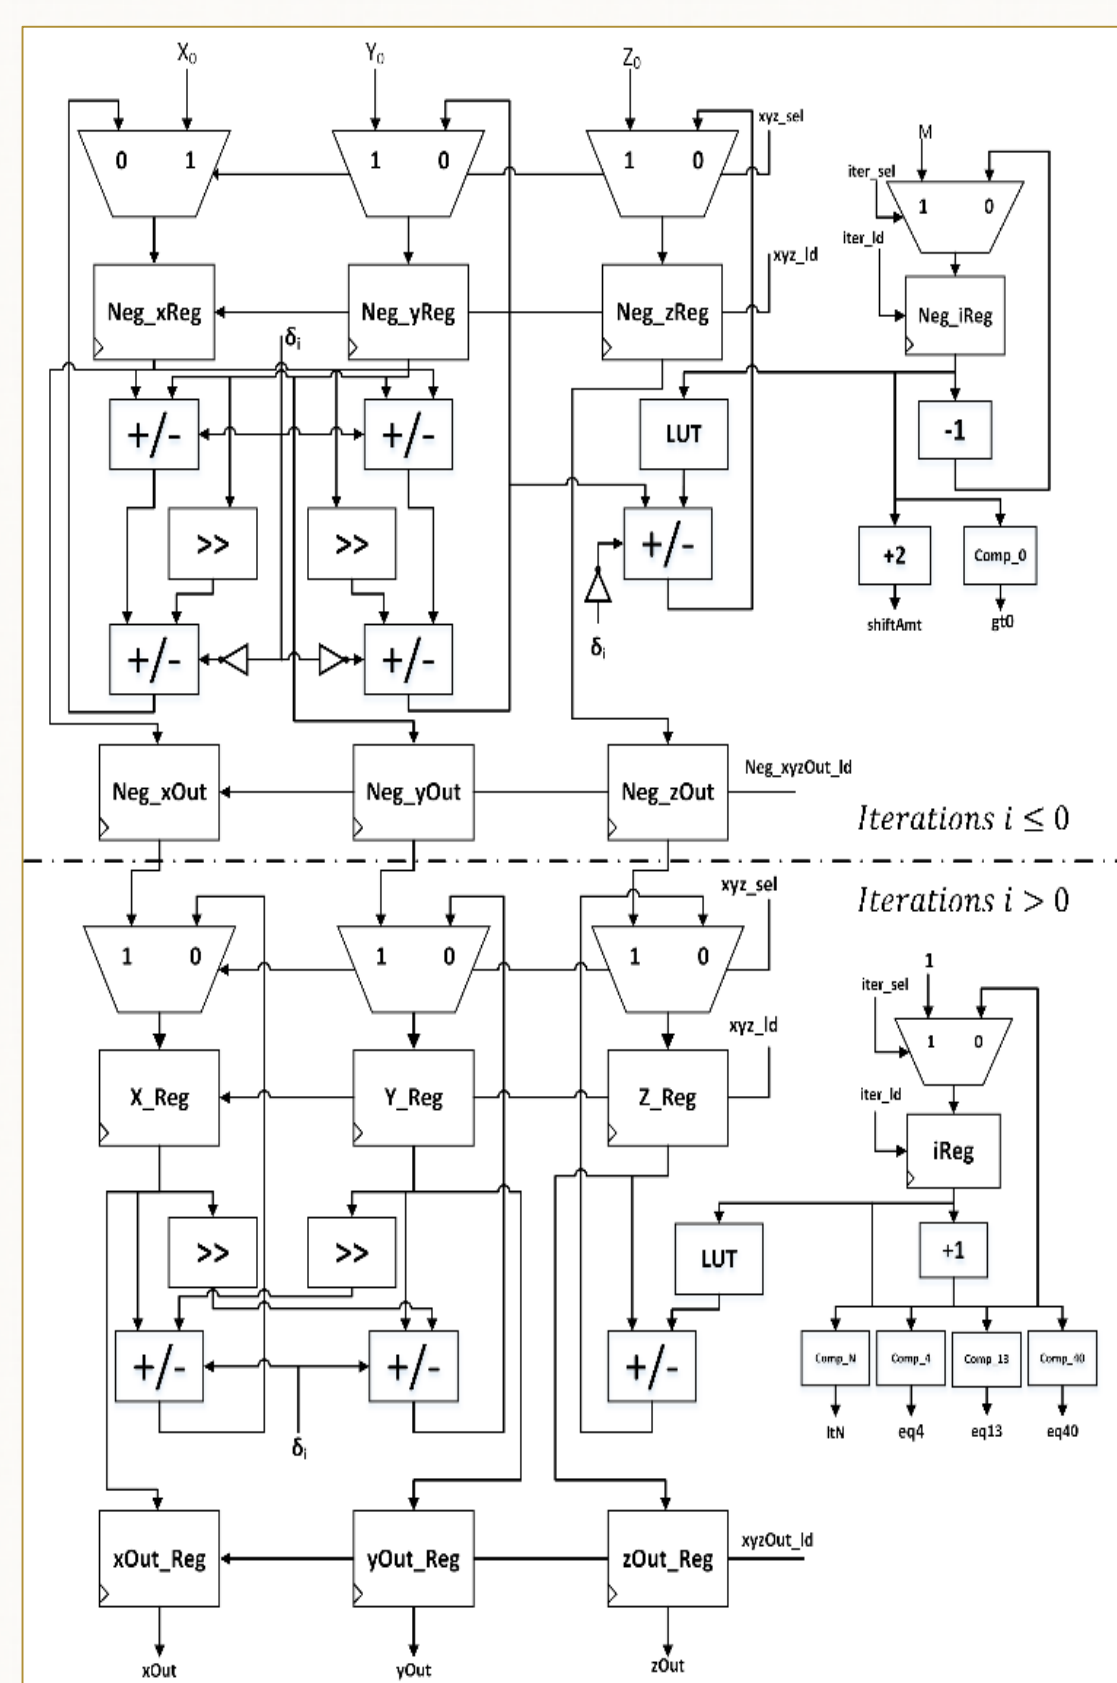 X₀ Y₀ Z₀
xyz_sel
0 1 1 0 1 0
M
iter_sel
1 0
iter_ld
xyz_ld
Neg_xReg Neg_yReg Neg_zReg
Neg_iReg
δᵢ
+/- +/- LUT -1
>> >> +/- +2 Comp_0
shiftAmt gt0
δᵢ
+/- +/-
Neg_xyzOut_ld
Neg_xOut Neg_yOut Neg_zOut
Iterations i ≤ 0
xyz_sel
Iterations i > 0
1 0 1 0 1 0
1
iter_sel
1 0
xyz_ld
iter_ld
X_Reg Y_Reg Z_Reg
iReg
>> >> LUT +1
+/- +/- +/-
Comp_N Comp_4 Comp_13 Comp_40
ltN eq4 eq13 eq40
δᵢ
xyzOut_ld
xOut_Reg yOut_Reg zOut_Reg
xOut yOut zOut